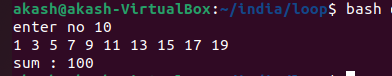 akash@akash-VirtualBox:~/india/loop$ bash
enter no 10
1 3 5 7 9 11 13 15 17 19
sum : 100